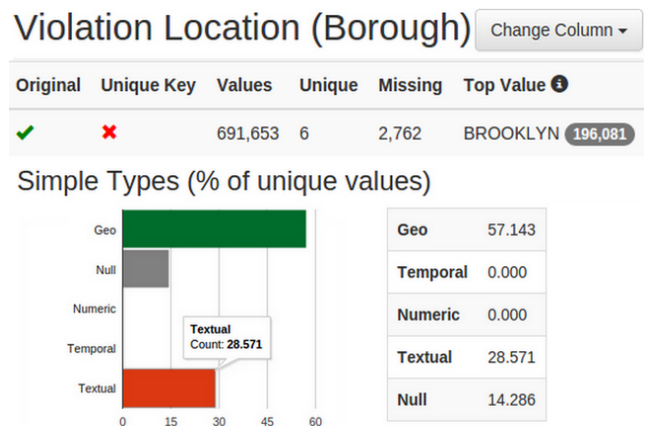 Violation Location (Borough) Change Column
Original Unique Key Values Unique Missing Top Value
691,653 6 2,762 BROOKLYN 196,081
Simple Types (% of unique values)
Geo
Null
Numeric
Temporal
Textual
Textual
Count: 28.571
0 15 30 45 60
Geo 57.143
Temporal 0.000
Numeric 0.000
Textual 28.571
Null 14.286